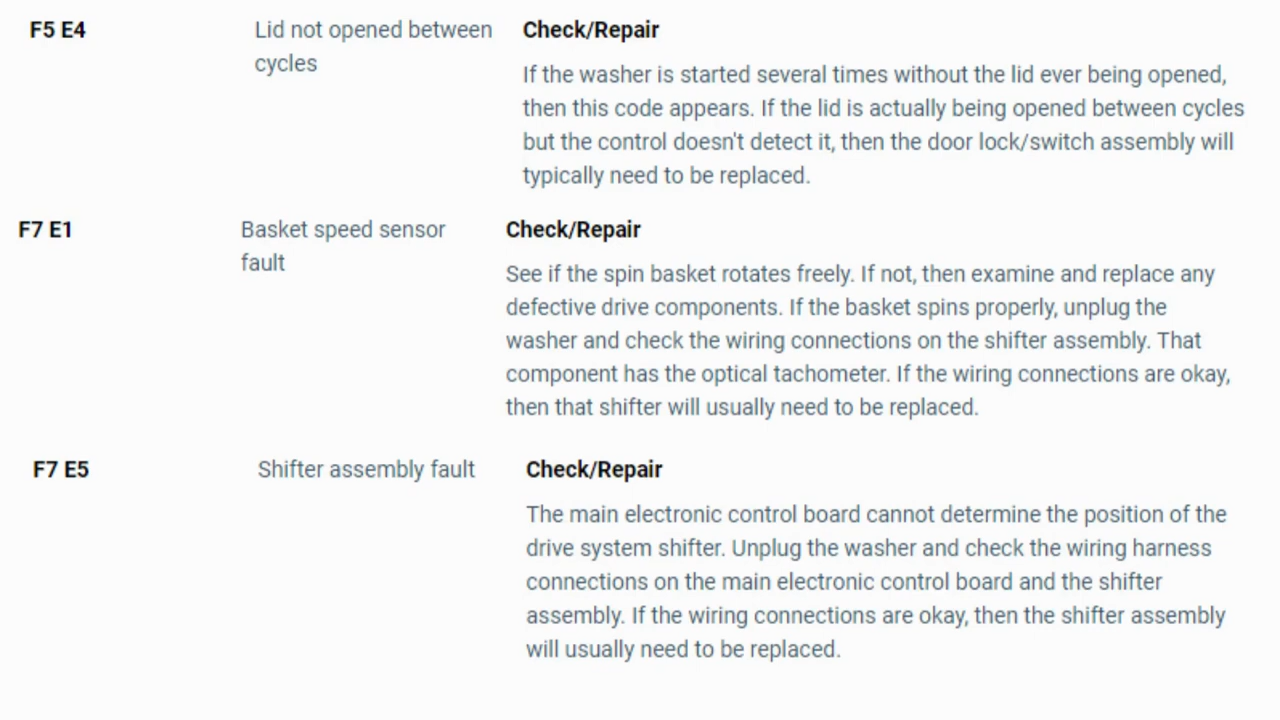 F5 E4 Lid not opened between Check/Repair
cycles
If the washer is started several times without the lid ever being opened,
then this code appears. If the lid is actually being opened between cycles
but the control doesn't detect it, then the door lock/switch assembly will
typically need to be replaced.
F7 E1 Basket speed sensor Check/Repair
fault
See if the spin basket rotates freely. If not, then examine and replace any
defective drive components. If the basket spins properly, unplug the
washer and check the wiring connections on the shifter assembly. That
component has the optical tachometer. If the wiring connections are okay,
then that shifter will usually need to be replaced.
F7 E5 Shifter assembly fault Check/Repair
The main electronic control board cannot determine the position of the
drive system shifter. Unplug the washer and check the wiring harness
connections on the main electronic control board and the shifter
assembly. If the wiring connections are okay, then the shifter assembly
will usually need to be replaced.